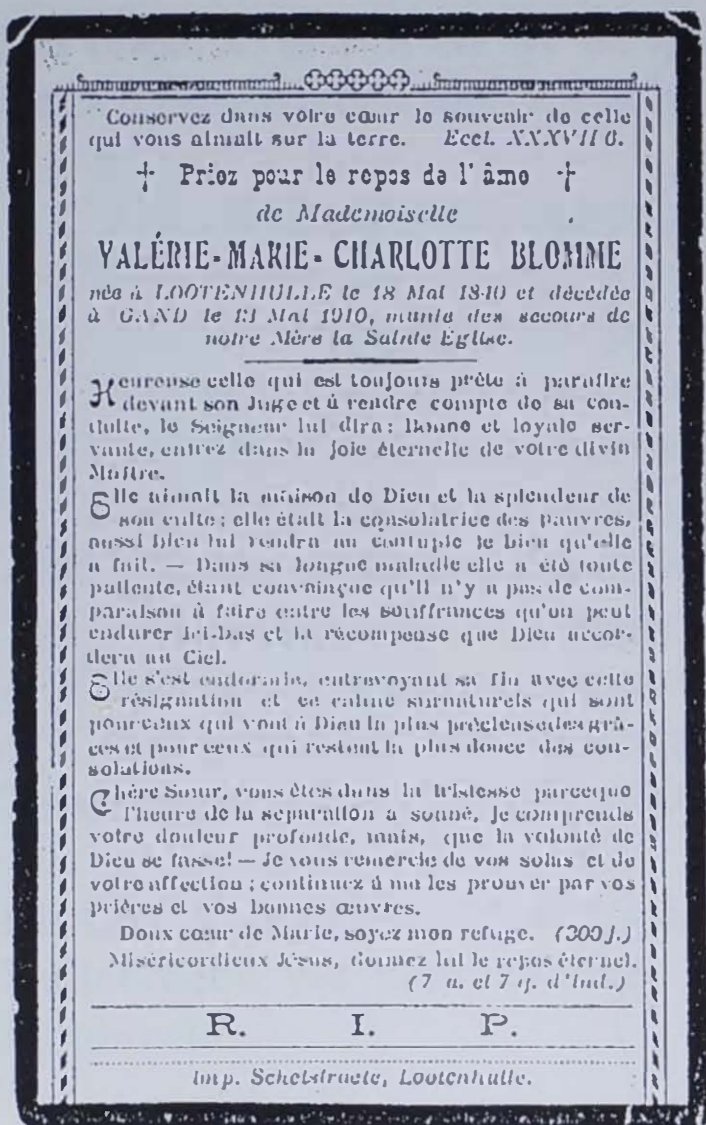 Conservez dans votre cœur le souvenir de celle
qui vous aimait sur la terre. Eccl. XXXVII 6.
† Priez pour le repos de l'âme †
de Mademoiselle
VALÉRIE-MARIE-CHARLOTTE BLOMME
née à LOOTENHULLE le 18 Mai 1840 et décédée
à GAND le 13 Mai 1910, munie des secours de
notre Mère la Sainte Église.
Heureuse celle qui est toujours prête à paraître
devant son Juge et à rendre compte de sa con-
duite, le Seigneur lui dira: Bonne et loyale ser-
vante, entrez dans la joie éternelle de votre divin
Maître.
Elle aimait la maison de Dieu et la splendeur de
son culte; elle était la consolatrice des pauvres,
aussi Dieu lui rendra au centuple le bien qu'elle
a fait. — Dans sa longue maladie elle a été toute
patiente, étant convainçue qu'il n'y a pas de com-
paraison à faire entre les souffrances qu'on peut
endurer ici-bas et la récompense que Dieu accor-
dera au Ciel.
Elle s'est endormie, entrevoyant sa fin avec cette
résignation et ce calme surnaturels qui sont
pour ceux qui vont à Dieu la plus précieuse des grâ-
ces et pour ceux qui restent la plus douce des con-
solations.
Chère Sœur, vous êtes dans la tristesse parceque
l'heure de la separation a sonné, Je comprends
votre douleur profonde, mais, que la volonté de
Dieu se fasse! — Je vous remercie de vos soins et de
votre affection; continuez à me les prouver par vos
prières et vos bonnes œuvres.
Doux cœur de Marie, soyez mon refuge. (300 j.)
Miséricordieux Jésus, donnez lui le repos éternel.
(7 a. et 7 q. d'Ind.)
R. I. P.
Imp. Schelstraete, Lootenhulle.